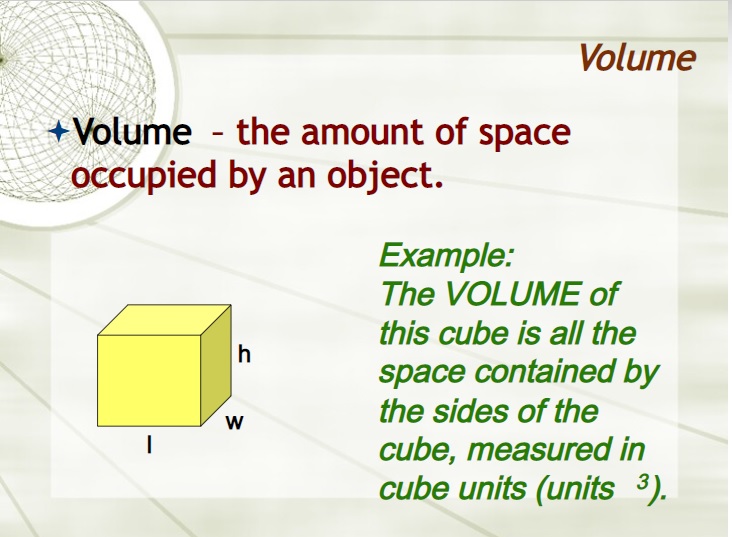 Volume
Volume – the amount of space
occupied by an object.
Example:
The VOLUME of
this cube is all the
space contained by
the sides of the
cube, measured in
cube units (units ³).
h
w
l